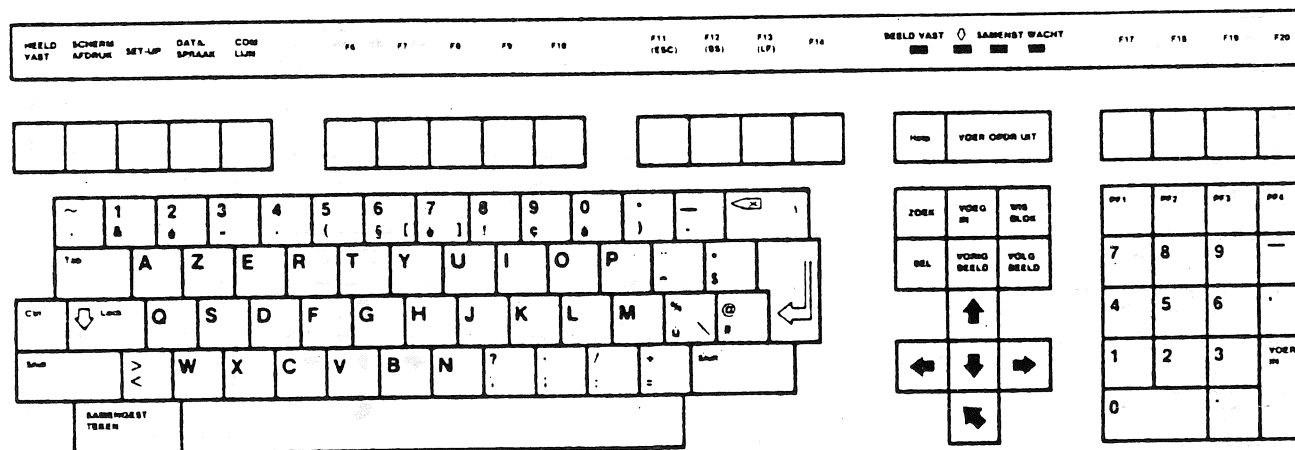 BEELD VAST SCHERM AFDRUK SET-UP DATA SPRAAK COM LIJN F6 F7 F8 F9 F10 F11 (ESC) F12 (BS) F13 (LF) F14 BEELD VAST SAMENST WACHT F17 F18 F19 F20
Help VOER OPDR UIT
~ 1 & 2 3 4 5 ( 6 § [ 7 ] 8 ! 9 ç 0 ) — -
ZOEK VOEG IN WIS BLOK PF1 PF2 PF3 PF4
Tab A Z E R T Y U I O P $
SEL VORIG BEELD VOLG BEELD 7 8 9 —
Ctrl Lock Q S D F G H J K L M % ù \ @ #
4 5 6
Shift > < W X C V B N ? , . ; / : + = Shift
1 2 3 VOER IN
SAMENGEST TEKEN
0 .